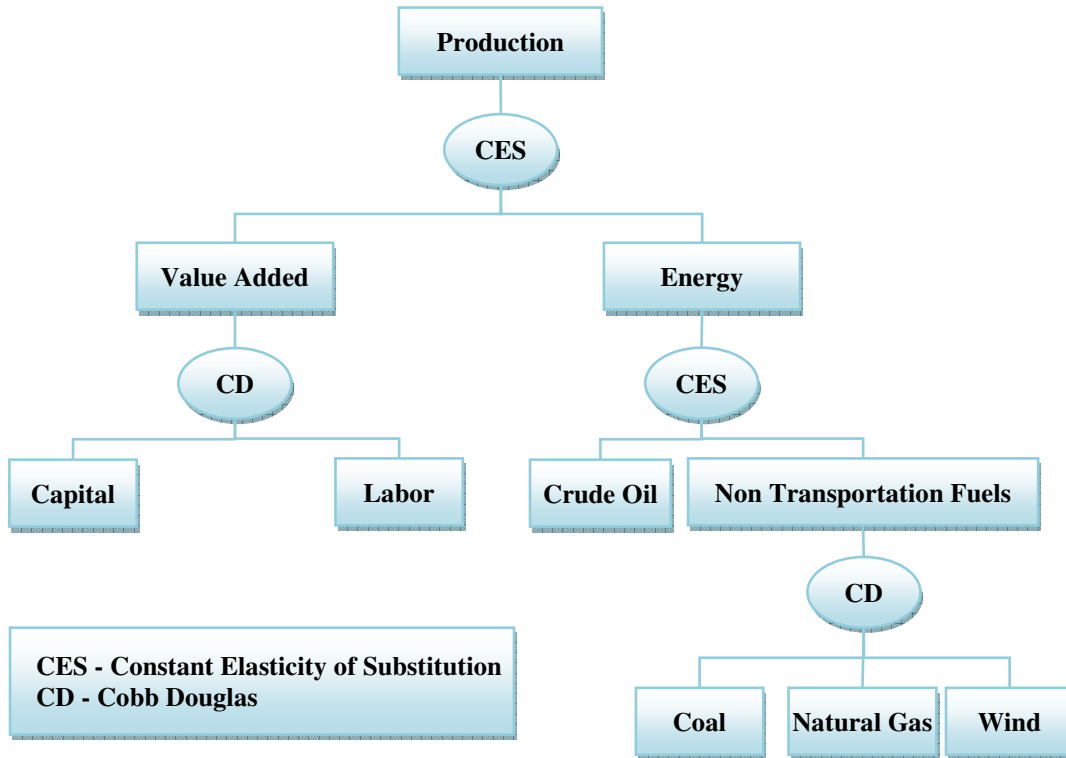 Production
CES
Value Added
Energy
CD
CES
Capital
Labor
Crude Oil
Non Transportation Fuels
CD
CES - Constant Elasticity of Substitution
CD - Cobb Douglas
Coal
Natural Gas
Wind